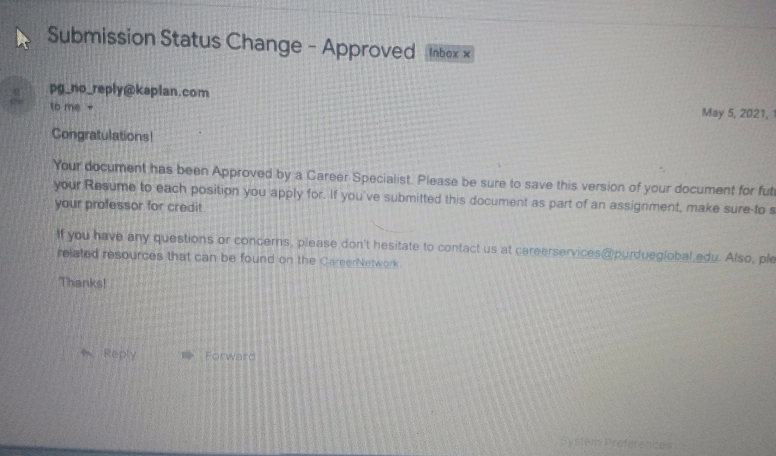 Submission Status Change - Approved Inbox x
pg_no_reply@kaplan.com
to me
May 5, 2021, 1
Congratulations!
Your document has been Approved by a Career Specialist. Please be sure to save this version of your document for fut
your Resume to each position you apply for. If you've submitted this document as part of an assignment, make sure to s
your professor for credit.
If you have any questions or concerns, please don't hesitate to contact us at careerservices@purdueglobal.edu. Also, ple
related resources that can be found on the CareerNetwork.
Thanks!
Reply Forward
System Preferences